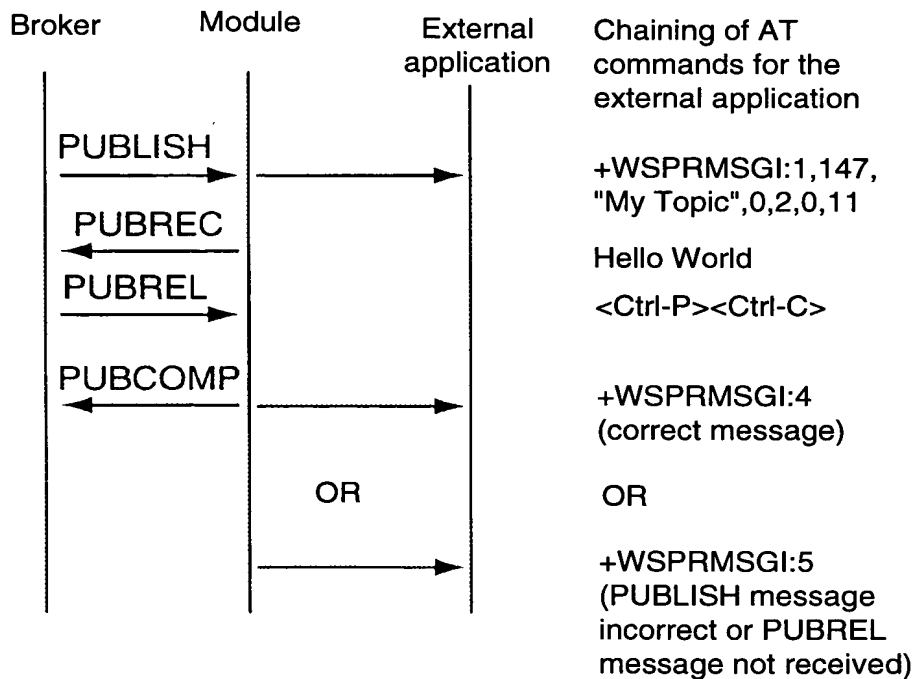 Broker
Module
External
application
Chaining of AT
commands for the
external application
PUBLISH
+WSPRMSGI:1,147,
"My Topic",0,2,0,11
PUBREC
Hello World
PUBREL
<Ctrl-P><Ctrl-C>
PUBCOMP
+WSPRMSGI:4
(correct message)
OR
OR
+WSPRMSGI:5
(PUBLISH message
incorrect or PUBREL
message not received)